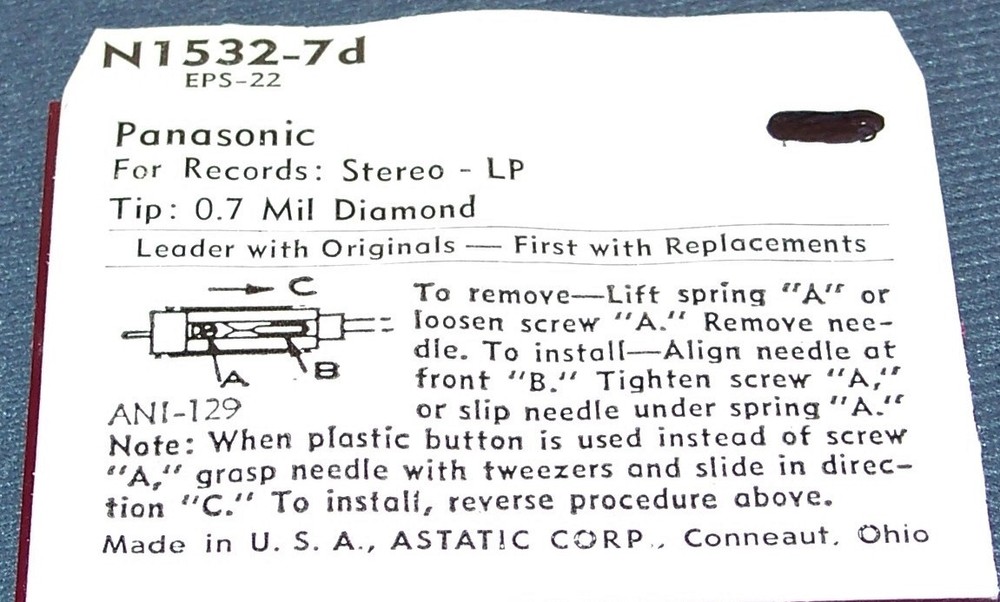 N1532-7d
EPS-22
Panasonic
For Records: Stereo - LP
Tip: 0.7 Mil Diamond
Leader with Originals — First with Replacements
C
A
B
ANI-129
To remove—Lift spring "A" or
loosen screw "A." Remove nee-
dle. To install—Align needle at
front "B." Tighten screw "A,"
or slip needle under spring "A."
Note: When plastic button is used instead of screw
"A," grasp needle with tweezers and slide in direc-
tion "C." To install, reverse procedure above.
Made in U. S. A., ASTATIC CORP., Conneaut, Ohio